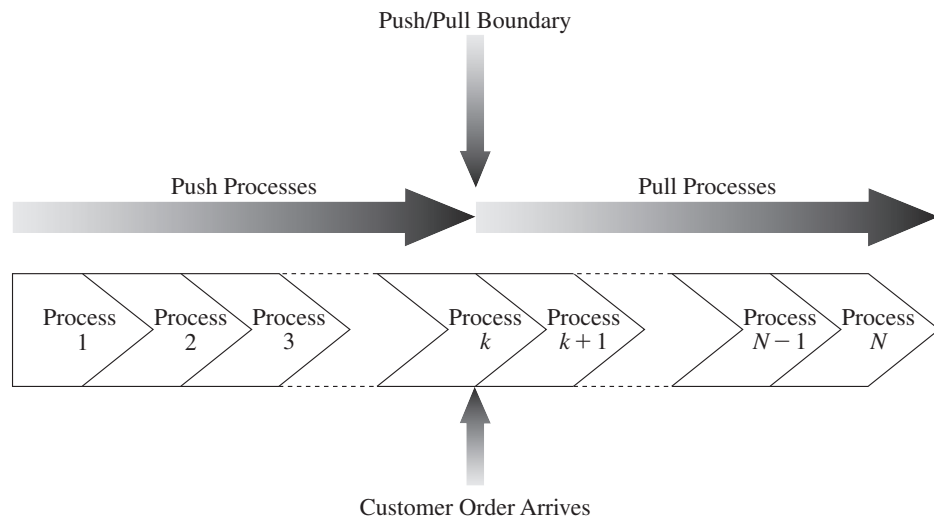 Push/Pull Boundary
Push Processes
Pull Processes
Process
1
Process
2
Process
3
Process
k
Process
k + 1
Process
N − 1
Process
N
Customer Order Arrives